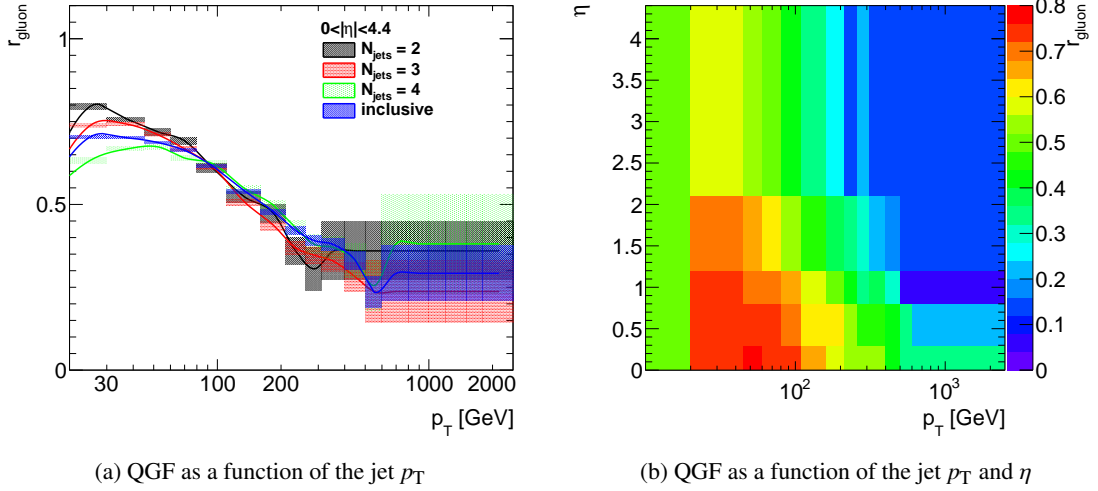 r_gluon
1
0.5
0
0<|η|<4.4
N_jets = 2
N_jets = 3
N_jets = 4
inclusive
30 100 200 1000 2000
p_T [GeV]
(a) QGF as a function of the jet p_T
η
4
3.5
3
2.5
2
1.5
1
0.5
0
10^2 10^3
p_T [GeV]
0.8
0.7
0.6
0.5
0.4
0.3
0.2
0.1
0
r_gluon
(b) QGF as a function of the jet p_T and η